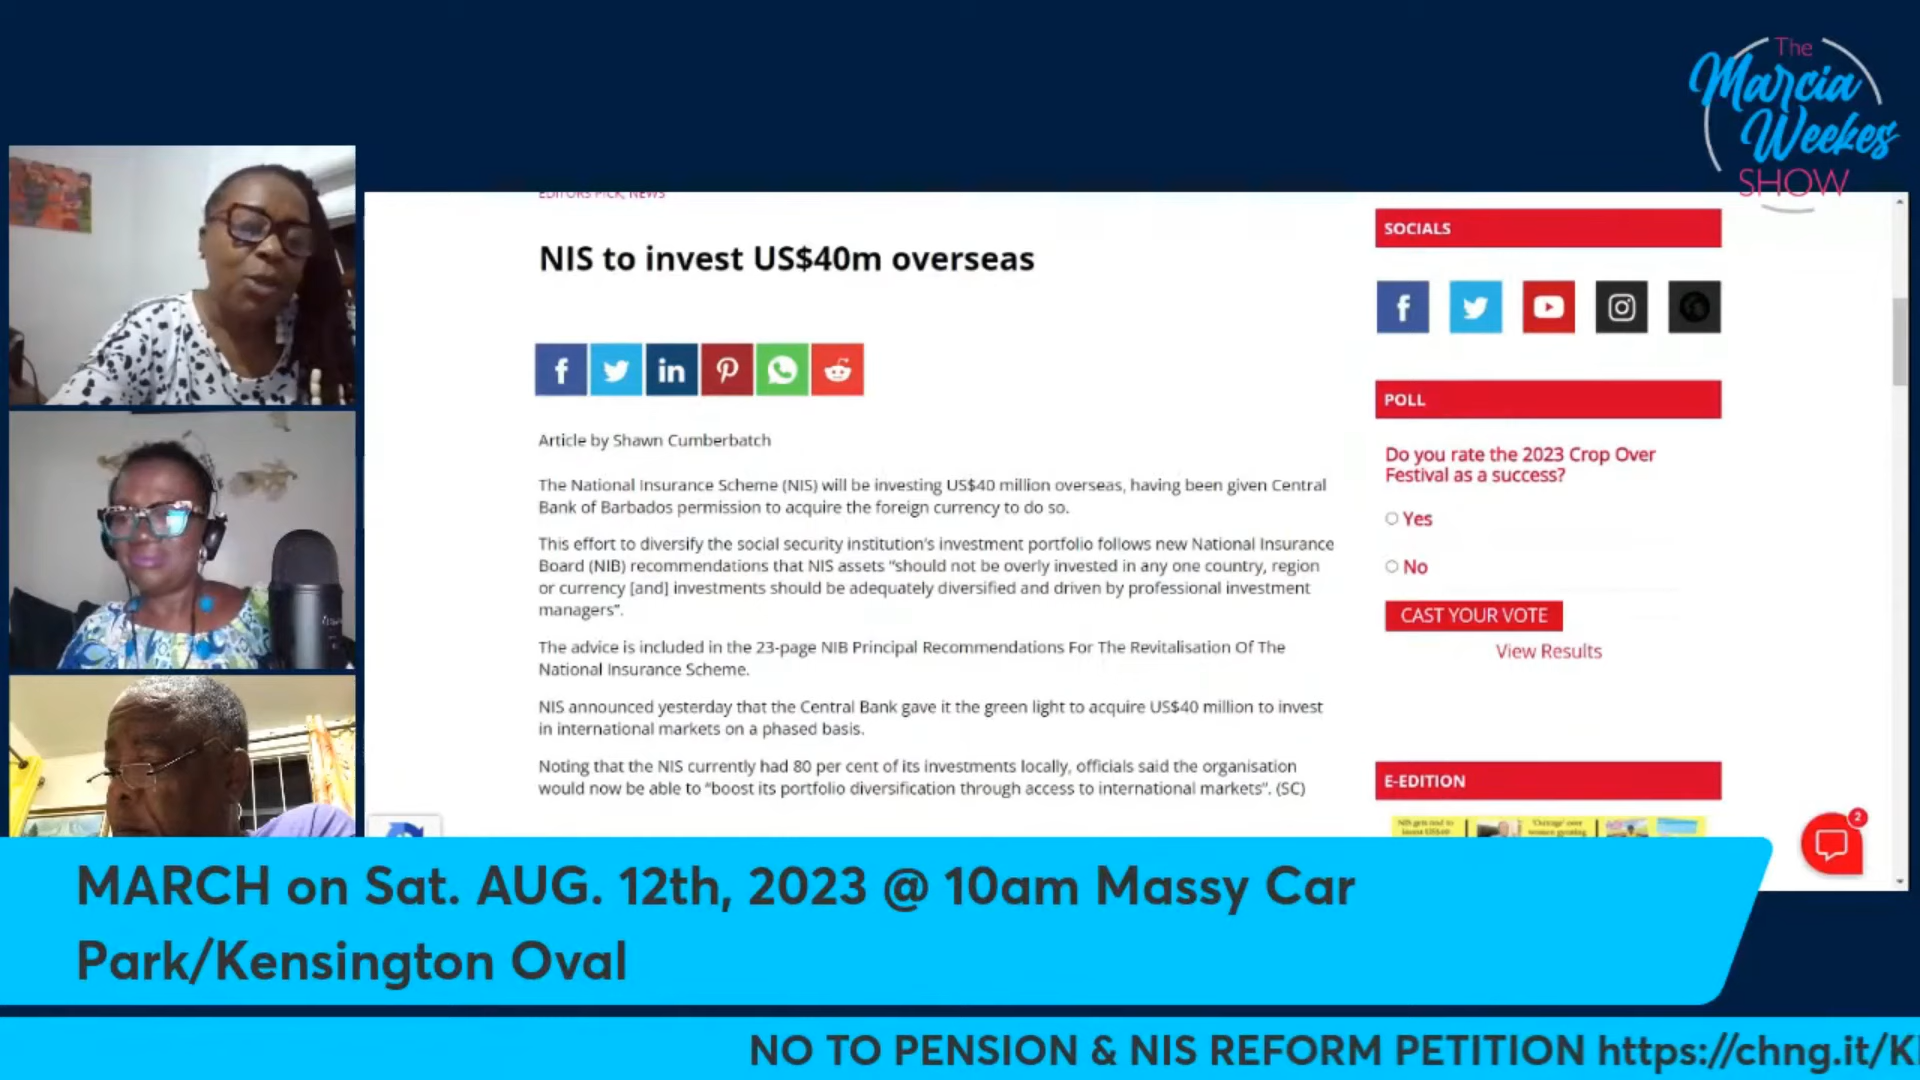 The
Marcia
Weekes
SHOW
EDITORS PICK, NEWS
NIS to invest US$40m overseas
Article by Shawn Cumberbatch
The National Insurance Scheme (NIS) will be investing US$40 million overseas, having been given Central
Bank of Barbados permission to acquire the foreign currency to do so.
This effort to diversify the social security institution's investment portfolio follows new National Insurance
Board (NIB) recommendations that NIS assets “should not be overly invested in any one country, region
or currency [and] investments should be adequately diversified and driven by professional investment
managers”.
The advice is included in the 23-page NIB Principal Recommendations For The Revitalisation Of The
National Insurance Scheme.
NIS announced yesterday that the Central Bank gave it the green light to acquire US$40 million to invest
in international markets on a phased basis.
Noting that the NIS currently had 80 per cent of its investments locally, officials said the organisation
would now be able to “boost its portfolio diversification through access to international markets”. (SC)
SOCIALS
POLL
Do you rate the 2023 Crop Over
Festival as a success?
Yes
No
CAST YOUR VOTE
View Results
E-EDITION
2
MARCH on Sat. AUG. 12th, 2023 @ 10am Massy Car
Park/Kensington Oval
NO TO PENSION & NIS REFORM PETITION https://chng.it/K